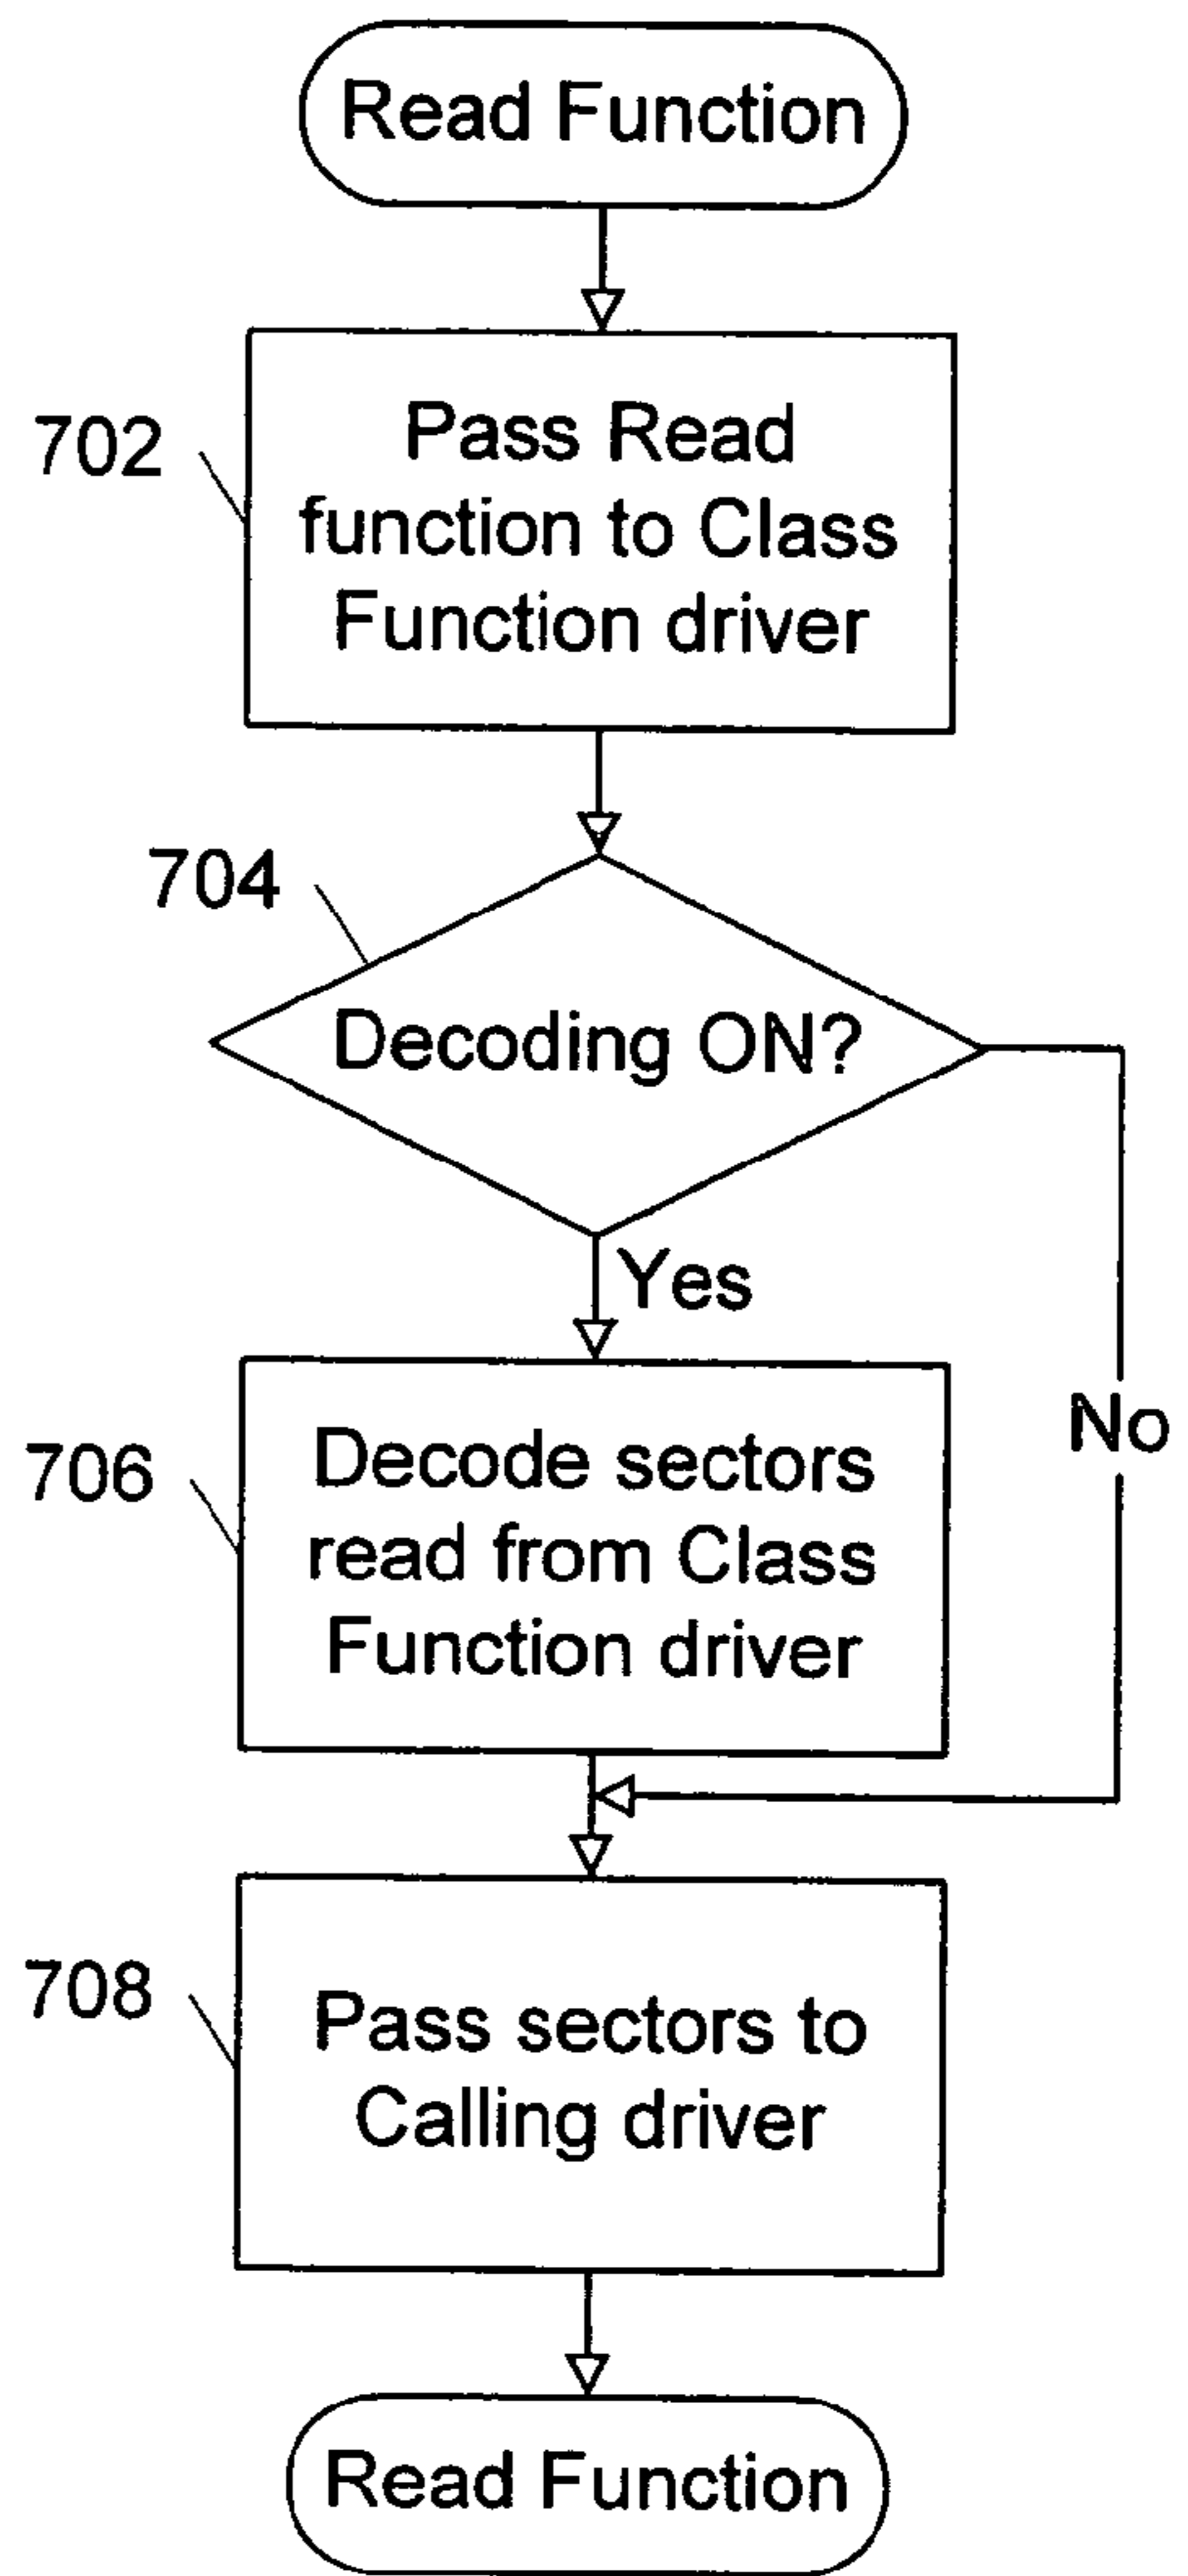 Read Function
702
Pass Read
function to Class
Function driver
704
Decoding ON?
Yes
No
706
Decode sectors
read from Class
Function driver
708
Pass sectors to
Calling driver
Read Function